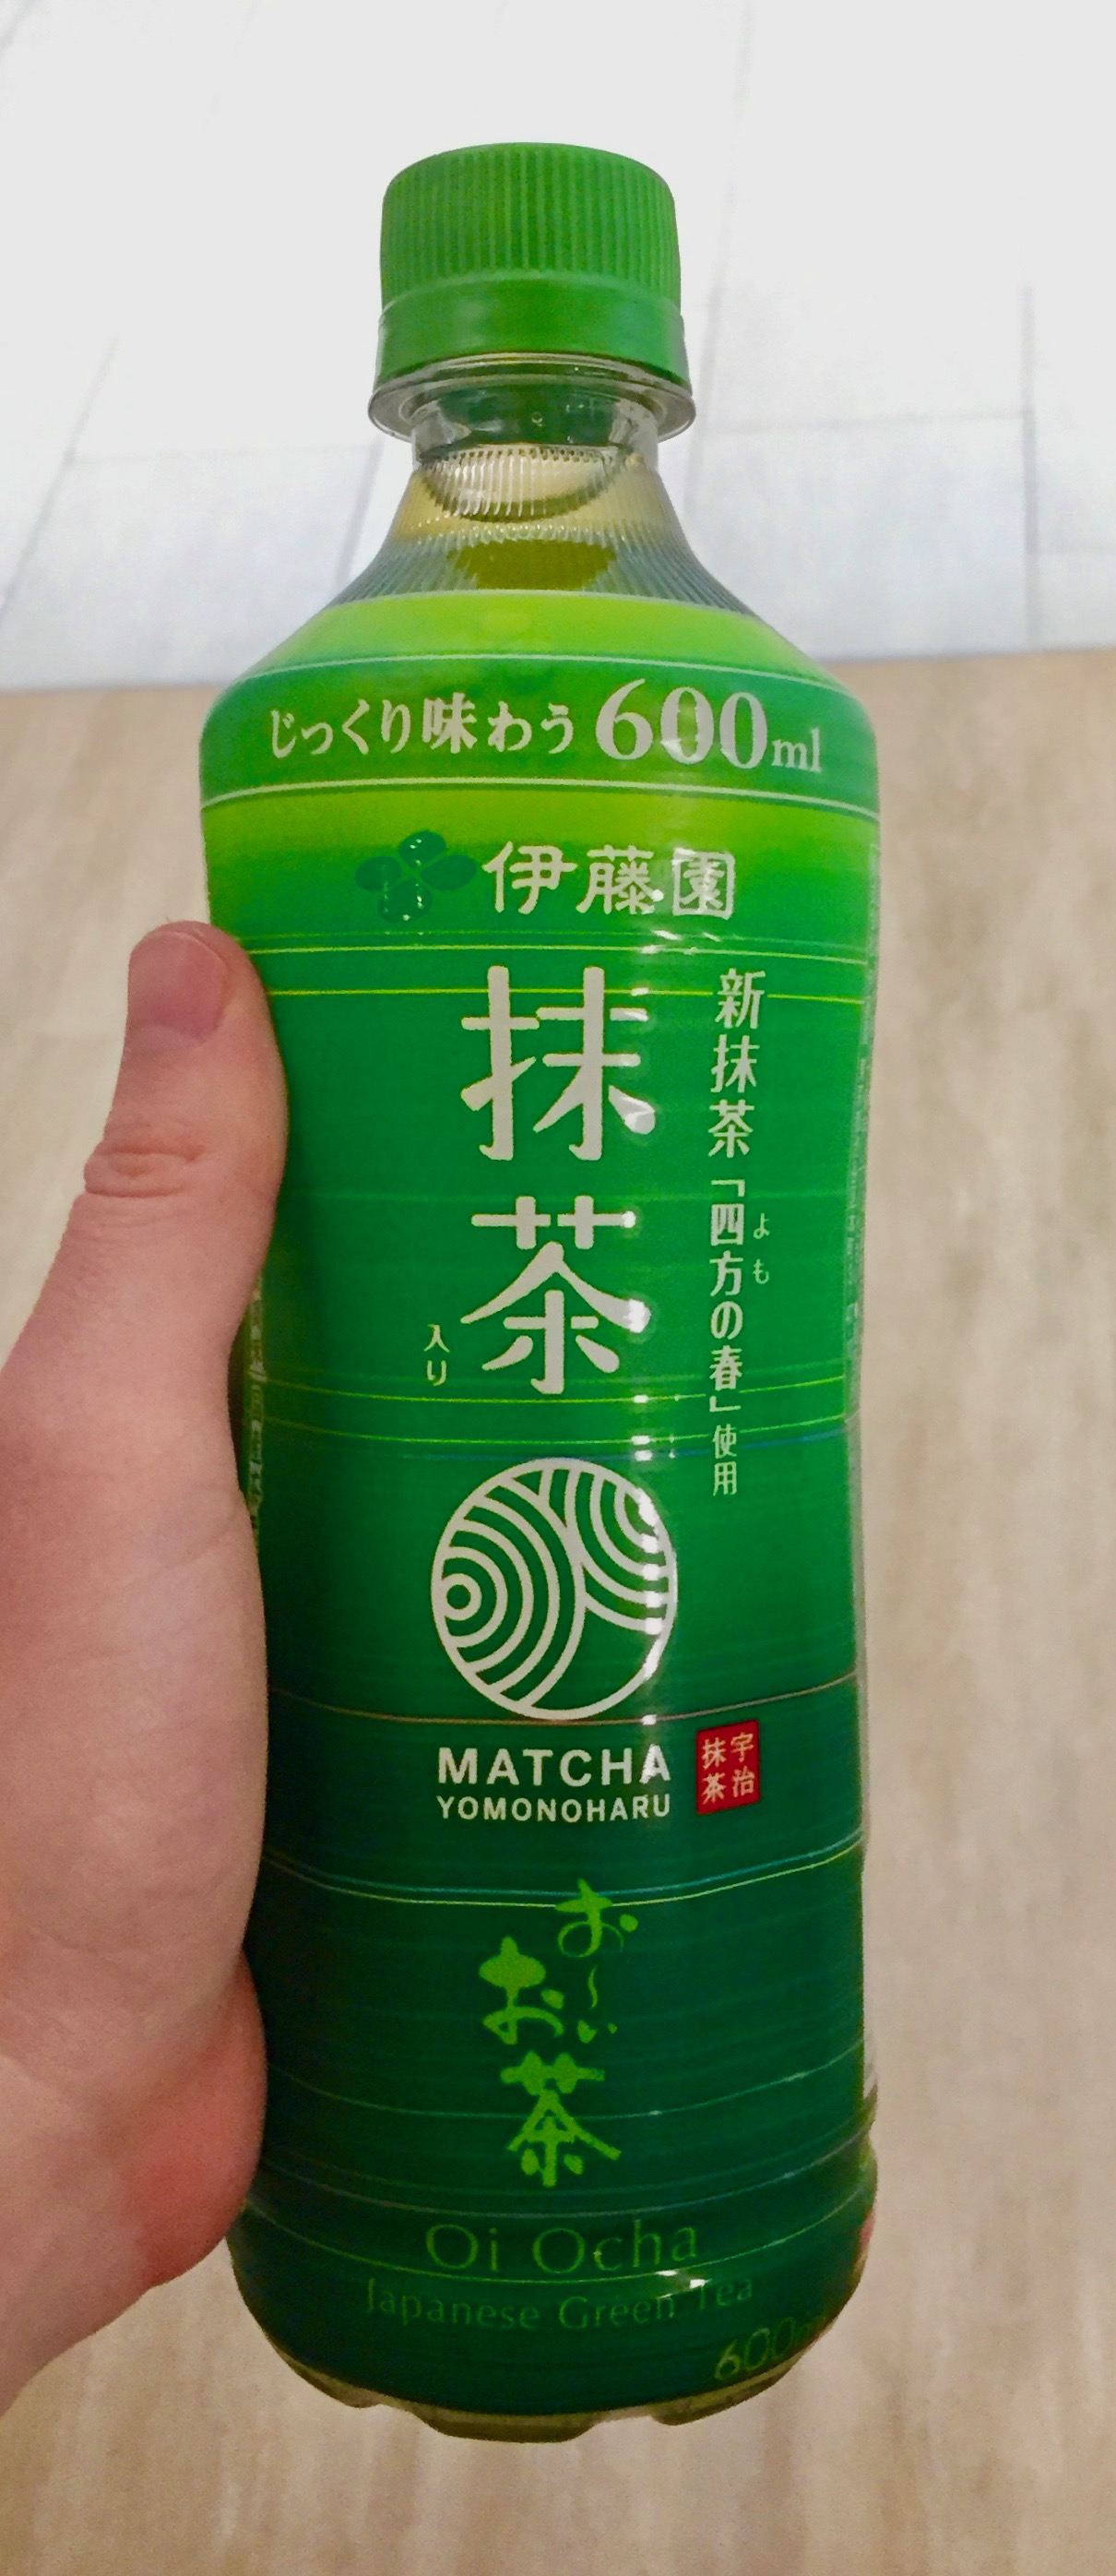 じっくり味わう600ml
伊藤園
新抹茶「四方の春」使用
よも
抹茶
入り
MATCHA
YOMONOHARU
宇治
抹茶
お～い
お茶
Oi Ocha
Japanese Green Tea
600